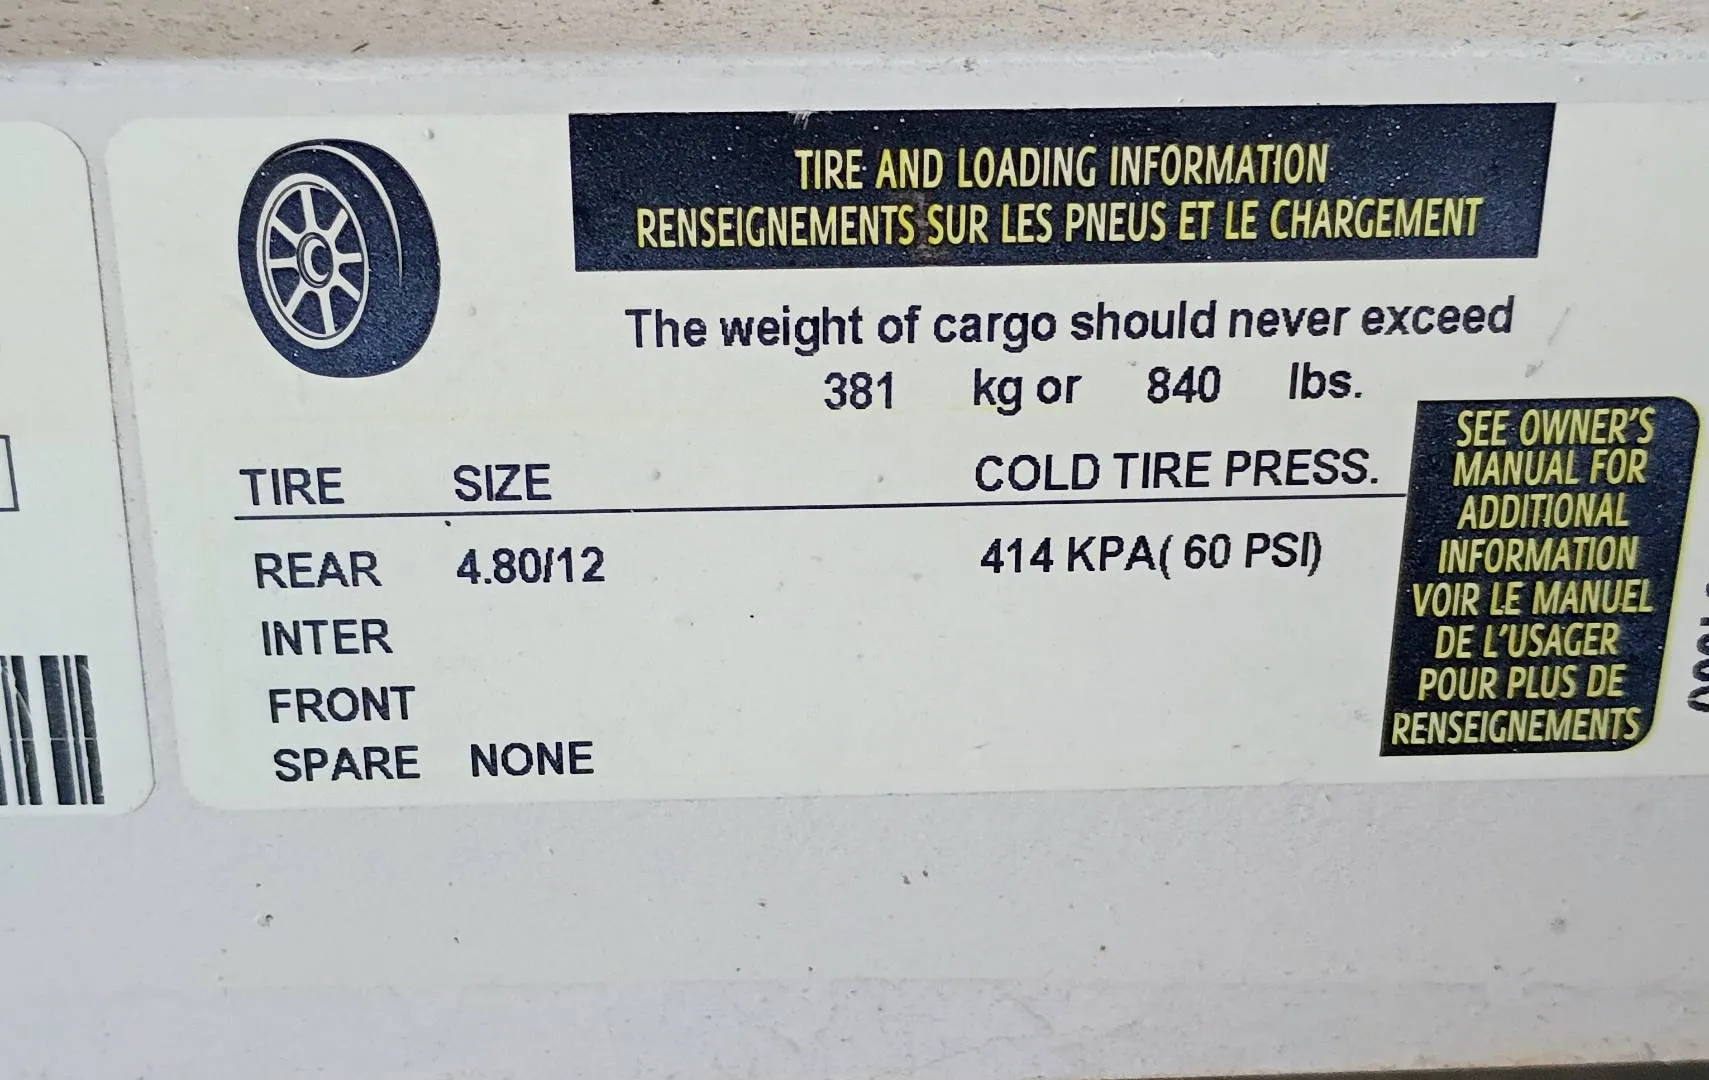 TIRE AND LOADING INFORMATION
RENSEIGNEMENTS SUR LES PNEUS ET LE CHARGEMENT
The weight of cargo should never exceed
381 kg or 840 lbs.
TIRE SIZE COLD TIRE PRESS.
REAR 4.80/12 414 KPA( 60 PSI)
INTER
FRONT
SPARE NONE
SEE OWNER'S
MANUAL FOR
ADDITIONAL
INFORMATION
VOIR LE MANUEL
DE L'USAGER
POUR PLUS DE
RENSEIGNEMENTS